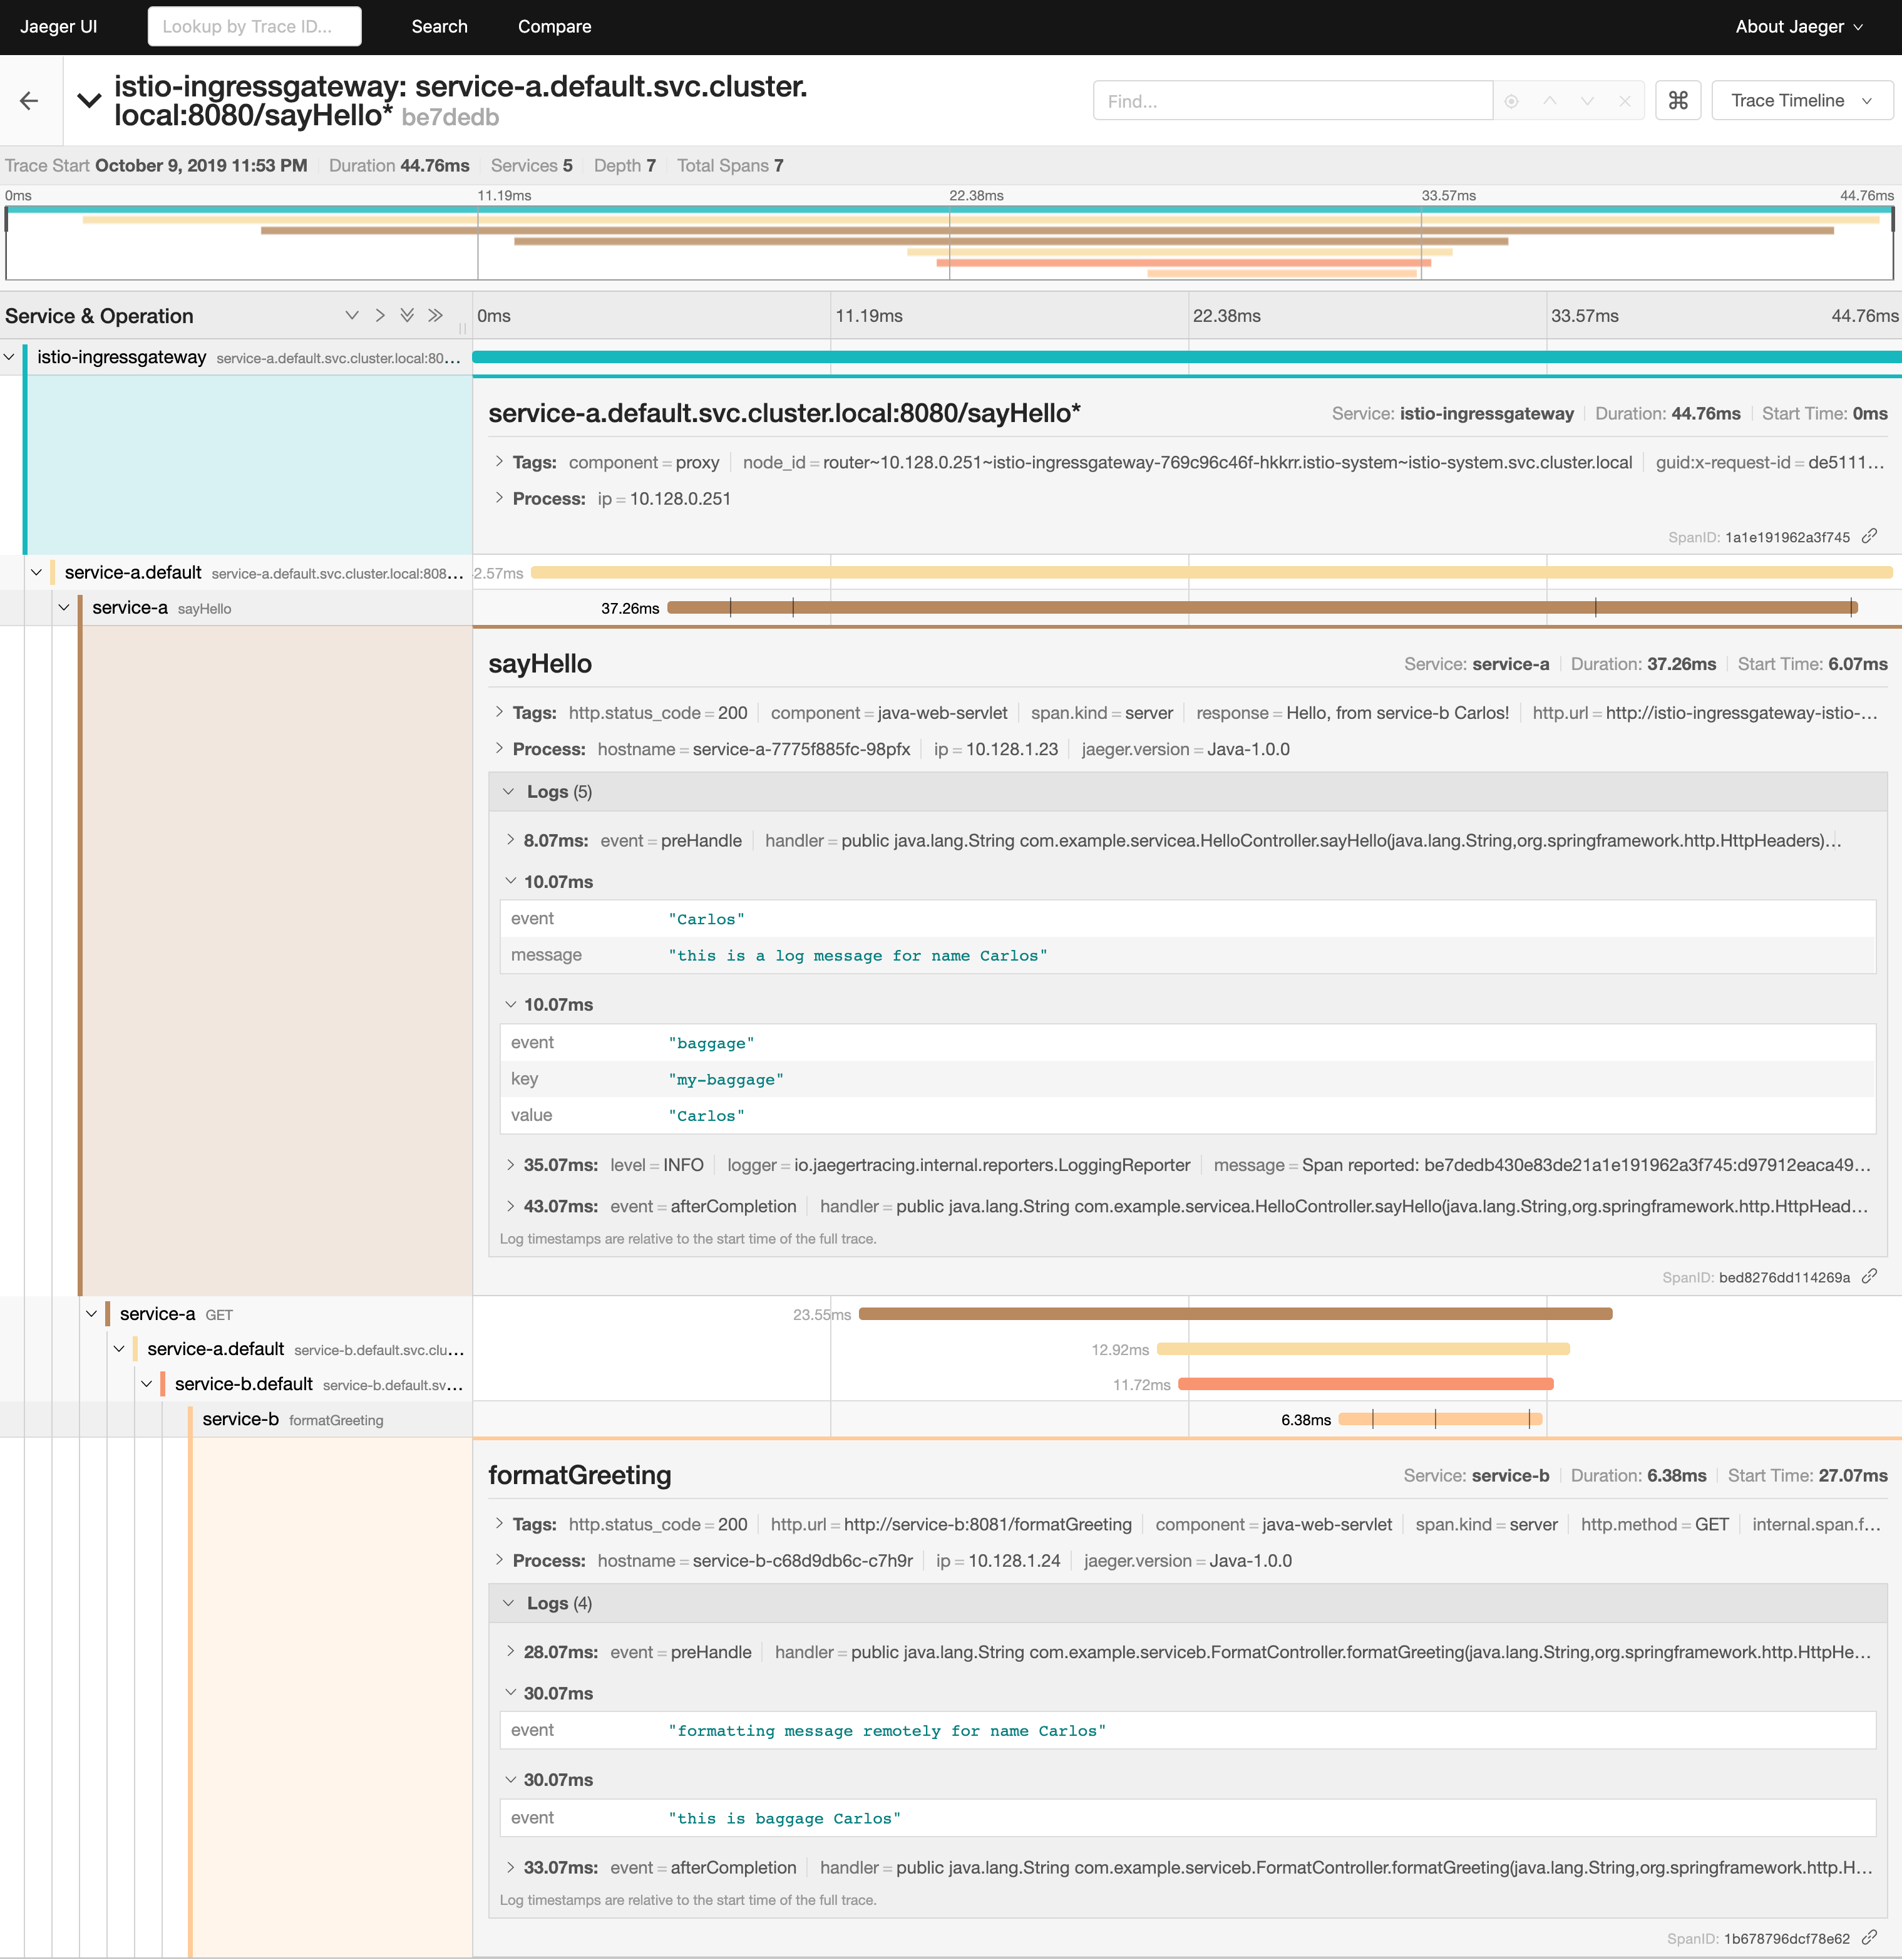 Jaeger UI Lookup by Trace ID... Search Compare About Jaeger
istio-ingressgateway: service-a.default.svc.cluster.
local:8080/sayHello* be7dedb
Find... ⌘ Trace Timeline
Trace Start October 9, 2019 11:53 PM Duration 44.76ms Services 5 Depth 7 Total Spans 7
0ms 11.19ms 22.38ms 33.57ms 44.76ms
Service & Operation 0ms 11.19ms 22.38ms 33.57ms 44.76ms
istio-ingressgateway service-a.default.svc.cluster.local:80...
service-a.default.svc.cluster.local:8080/sayHello* Service: istio-ingressgateway Duration: 44.76ms Start Time: 0ms
Tags: component = proxy node_id = router~10.128.0.251~istio-ingressgateway-769c96c46f-hkkrr.istio-system~istio-system.svc.cluster.local guid:x-request-id = de5111...
Process: ip = 10.128.0.251
SpanID: 1a1e191962a3f745
service-a.default service-a.default.svc.cluster.local:808... 2.57ms
service-a sayHello 37.26ms
sayHello Service: service-a Duration: 37.26ms Start Time: 6.07ms
Tags: http.status_code = 200 component = java-web-servlet span.kind = server response = Hello, from service-b Carlos! http.url = http://istio-ingressgateway-istio-...
Process: hostname = service-a-7775f885fc-98pfx ip = 10.128.1.23 jaeger.version = Java-1.0.0
Logs (5)
8.07ms: event = preHandle handler = public java.lang.String com.example.servicea.HelloController.sayHello(java.lang.String,org.springframework.http.HttpHeaders)...
10.07ms
event "Carlos"
message "this is a log message for name Carlos"
10.07ms
event "baggage"
key "my-baggage"
value "Carlos"
35.07ms: level = INFO logger = io.jaegertracing.internal.reporters.LoggingReporter message = Span reported: be7dedb430e83de21a1e191962a3f745:d97912eaca49...
43.07ms: event = afterCompletion handler = public java.lang.String com.example.servicea.HelloController.sayHello(java.lang.String,org.springframework.http.HttpHead...
Log timestamps are relative to the start time of the full trace.
SpanID: bed8276dd114269a
service-a GET 23.55ms
service-a.default service-b.default.svc.clu... 12.92ms
service-b.default service-b.default.sv... 11.72ms
service-b formatGreeting 6.38ms
formatGreeting Service: service-b Duration: 6.38ms Start Time: 27.07ms
Tags: http.status_code = 200 http.url = http://service-b:8081/formatGreeting component = java-web-servlet span.kind = server http.method = GET internal.span.f...
Process: hostname = service-b-c68d9db6c-c7h9r ip = 10.128.1.24 jaeger.version = Java-1.0.0
Logs (4)
28.07ms: event = preHandle handler = public java.lang.String com.example.serviceb.FormatController.formatGreeting(java.lang.String,org.springframework.http.HttpHe...
30.07ms
event "formatting message remotely for name Carlos"
30.07ms
event "this is baggage Carlos"
33.07ms: event = afterCompletion handler = public java.lang.String com.example.serviceb.FormatController.formatGreeting(java.lang.String,org.springframework.http.H...
Log timestamps are relative to the start time of the full trace.
SpanID: 1b678796dcf78e62